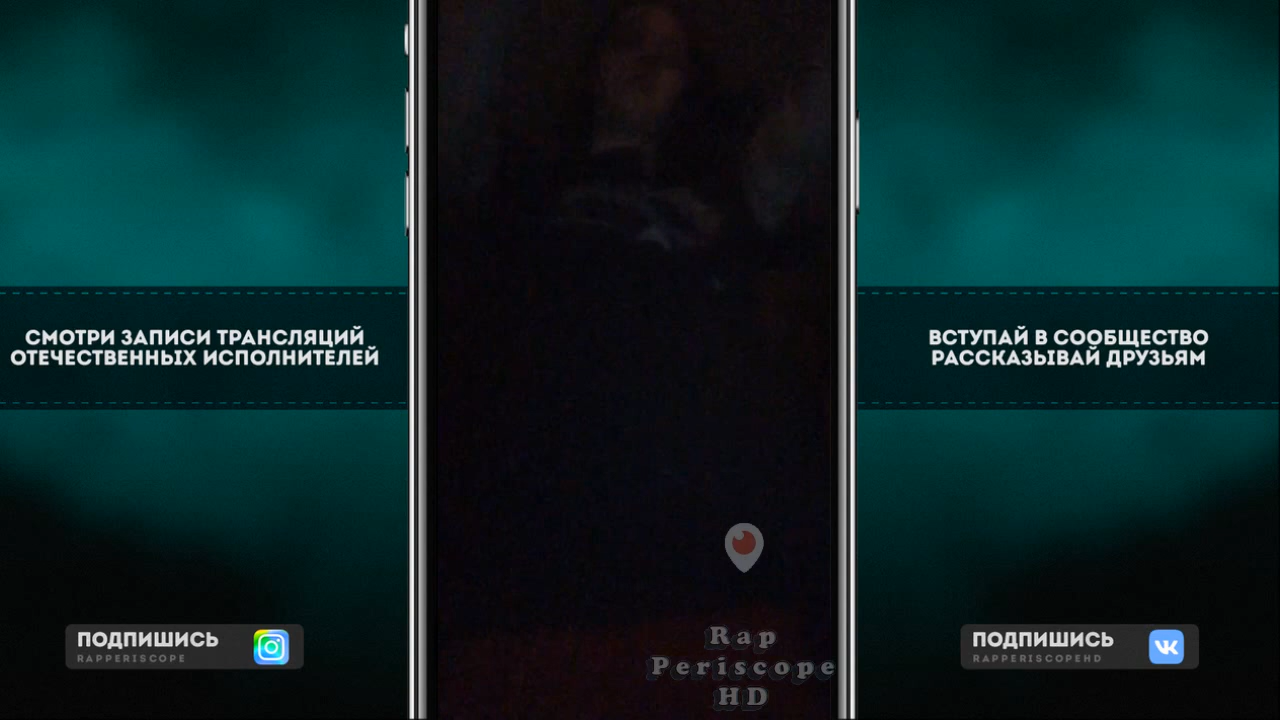 СМОТРИ ЗАПИСИ ТРАНСЛЯЦИЙ
ОТЕЧЕСТВЕННЫХ ИСПОЛНИТЕЛЕЙ
ВСТУПАЙ В СООБЩЕСТВО
РАССКАЗЫВАЙ ДРУЗЬЯМ
ПОДПИШИСЬ
RAPPERISCOPE
Rap
Periscope
HD
ПОДПИШИСЬ
RAPPERISCOPEHD